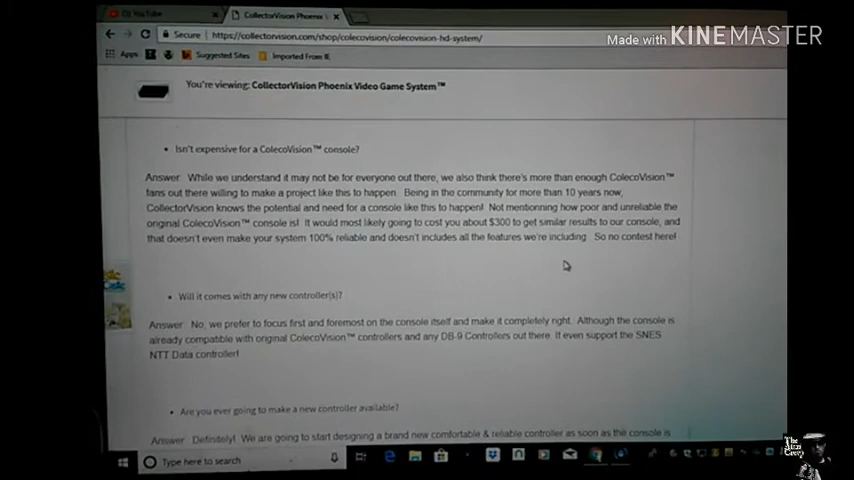 (1) YouTube
CollectorVision Phoenix V
Made with KINEMASTER
Secure https://collectorvision.com/shop/colecovision/colecovision-hd-system/
Apps Suggested Sites Imported From IE
You're viewing: CollectorVision Phoenix Video Game System™
• Isn't expensive for a ColecoVision™ console?
Answer: While we understand it may not be for everyone out there, we also think there's more than enough ColecoVision™
fans out there willing to make a project like this to happen. Being in the community for more than 10 years now,
CollectorVision knows the potential and need for a console like this to happen! Not mentionning how poor and unreliable the
original ColecoVision™ console is! It would most likely going to cost you about $300 to get similar results to our console, and
that doesn't even make your system 100% reliable and doesn't includes all the features we're including. So no contest here!
• Will it comes with any new controller(s)?
Answer: No, we prefer to focus first and foremost on the console itself and make it completely right. Although the console is
already compatible with original ColecoVision™ controllers and any DB-9 Controllers out there. It even support the SNES
NTT Data controller!
• Are you ever going to make a new controller available?
Answer: Definitely! We are going to start designing a brand new comfortable & reliable controller as soon as the console is
Type here to search
The